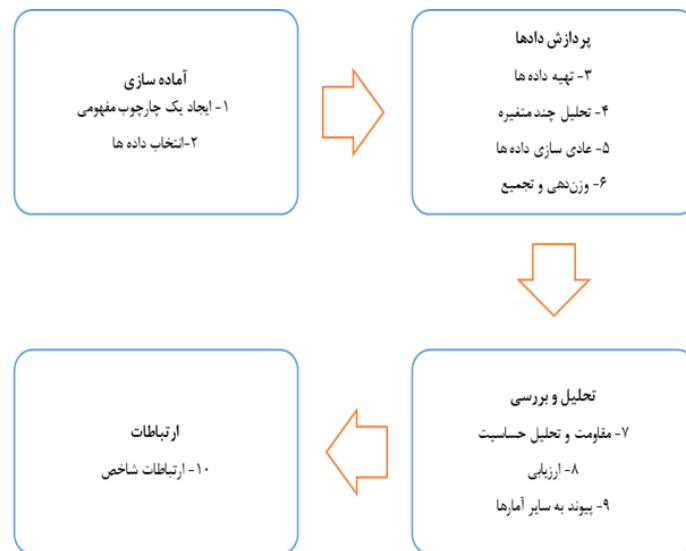 آماده سازی
۱- ایجاد یک چارچوب مفهومی
۲-انتخاب داده ها
پردازش دادها
۳- تهیه داده ها
۴- تحلیل چند متغیره
۵- عادی سازی داده ها
۶- وزن‌دهی و تجمیع
تحلیل و بررسی
۷- مقاومت و تحلیل حساسیت
۸- ارزیابی
۹- پیوند به سایر آمارها
ارتباطات
۱۰- ارتباطات شاخص